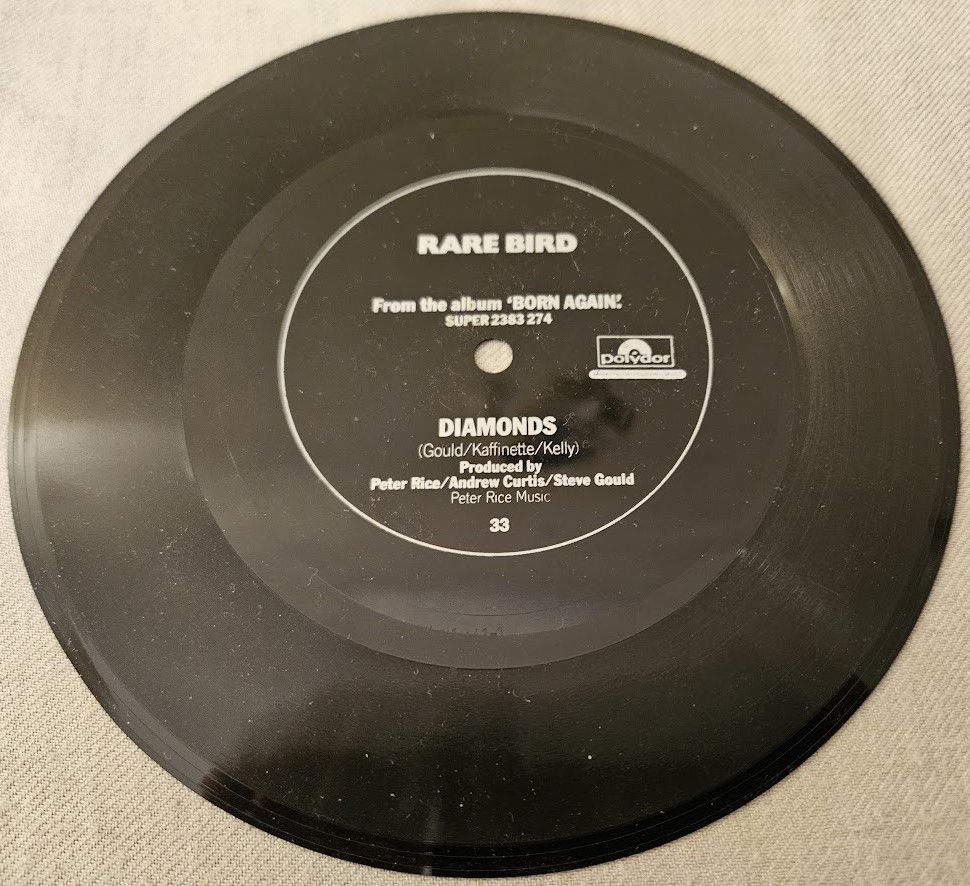 RARE BIRD
From the album ‘BORN AGAIN’.
SUPER 2383 274
polydor
DIAMONDS
(Gould/Kaffinette/Kelly)
Produced by
Peter Rice/Andrew Curtis/Steve Gould
Peter Rice Music
33